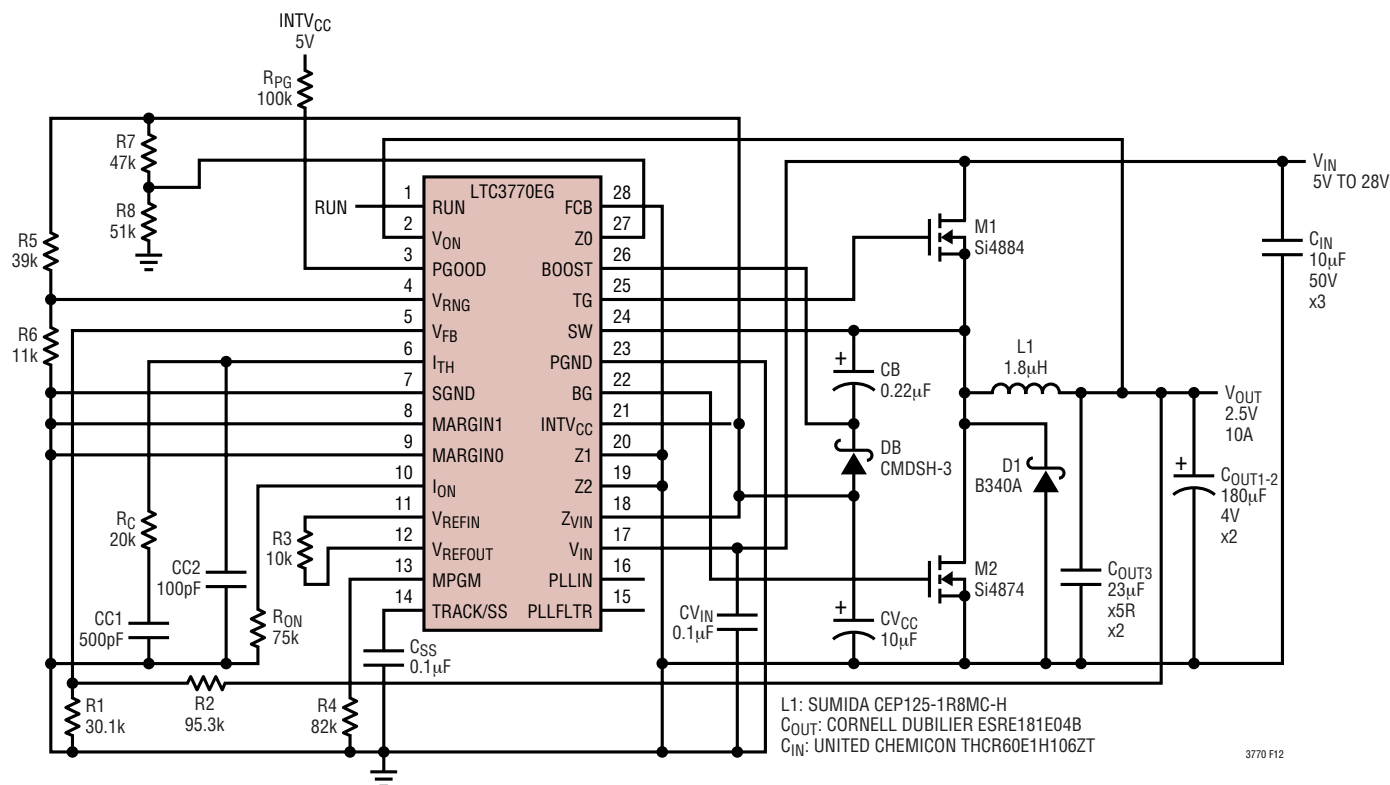 INTVCC
5V
RPG
100k
R7
47k
R8
51k
R5
39k
R6
11k
RUN
LTC3770EG
1 RUN
2 VON
3 PGOOD
4 VRNG
5 VFB
6 ITH
7 SGND
8 MARGIN1
9 MARGIN0
10 ION
11 VREFIN
12 VREFOUT
13 MPGM
14 TRACK/SS
FCB 28
Z0 27
BOOST 26
TG 25
SW 24
PGND 23
BG 22
INTVCC 21
Z1 20
Z2 19
ZVIN 18
VIN 17
PLLIN 16
PLLFLTR 15
RC
20k
CC1
500pF
CC2
100pF
RON
75k
R3
10k
CSS
0.1µF
R1
30.1k
R2
95.3k
R4
82k
CVIN
0.1µF
+
CB
0.22µF
DB
CMDSH-3
+
CVCC
10µF
M1
Si4884
L1
1.8µH
D1
B340A
M2
Si4874
VIN
5V TO 28V
CIN
10µF
50V
x3
VOUT
2.5V
10A
+
COUT1-2
180µF
4V
x2
COUT3
23µF
x5R
x2
L1: SUMIDA CEP125-1R8MC-H
COUT: CORNELL DUBILIER ESRE181E04B
CIN: UNITED CHEMICON THCR60E1H106ZT
3770 F12